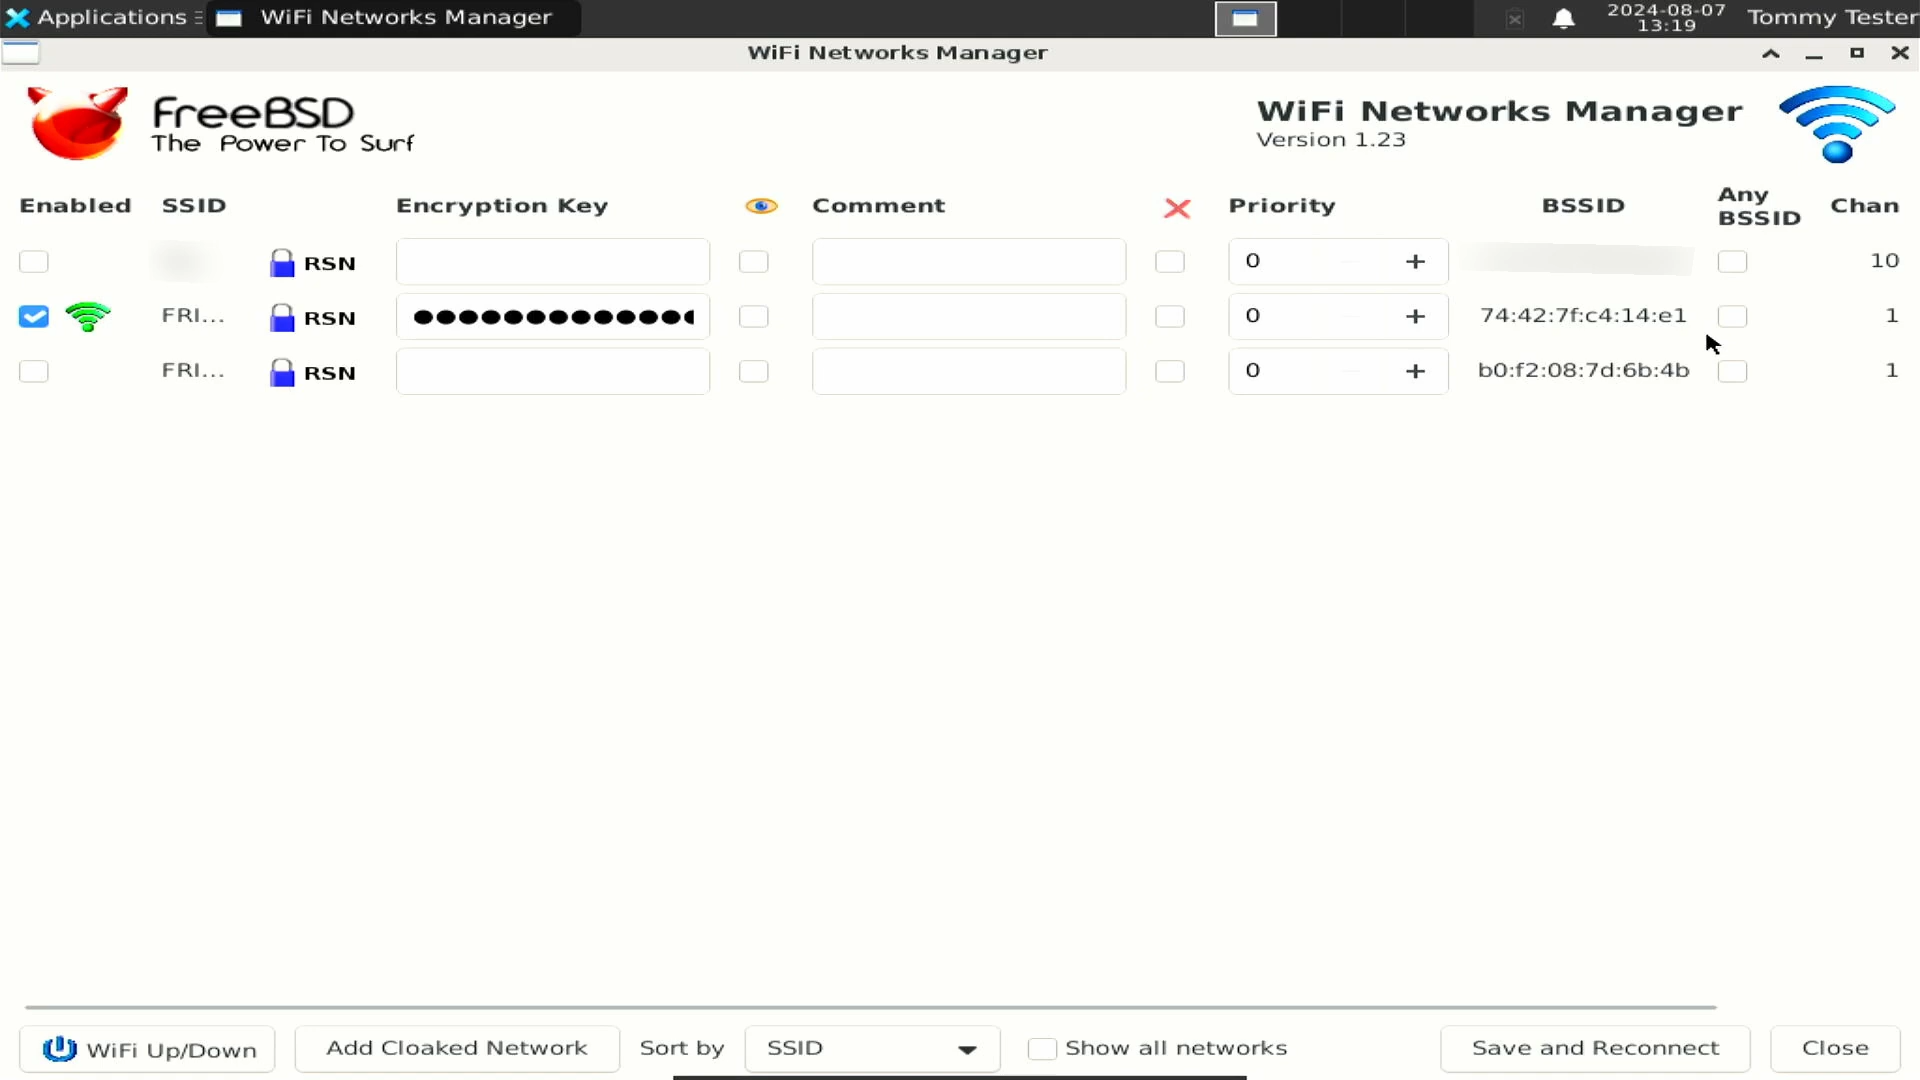 Applications WiFi Networks Manager 2024-08-07 Tommy Tester
13:19
WiFi Networks Manager
FreeBSD
The Power To Surf
WiFi Networks Manager
Version 1.23
Enabled SSID Encryption Key Comment Priority BSSID Any BSSID Chan
RSN 0 + 10
FRI... RSN ●●●●●●●●●●●●● 0 + 74:42:7f:c4:14:e1 1
FRI... RSN 0 + b0:f2:08:7d:6b:4b 1
WiFi Up/Down Add Cloaked Network Sort by SSID Show all networks Save and Reconnect Close